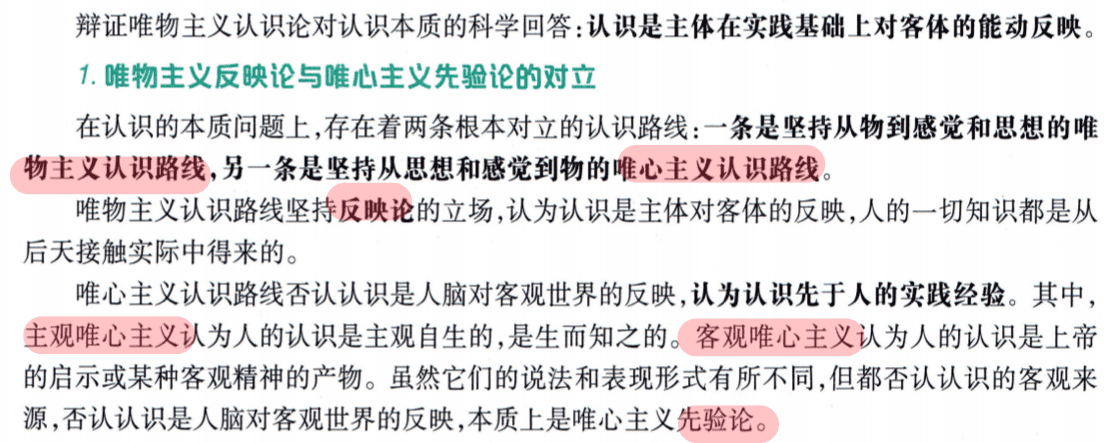 辩证唯物主义认识论对认识本质的科学回答:认识是主体在实践基础上对客体的能动反映。
1. 唯物主义反映论与唯心主义先验论的对立
在认识的本质问题上,存在着两条根本对立的认识路线:一条是坚持从物到感觉和思想的唯
物主义认识路线,另一条是坚持从思想和感觉到物的唯心主义认识路线。
唯物主义认识路线坚持反映论的立场,认为认识是主体对客体的反映,人的一切知识都是从
后天接触实际中得来的。
唯心主义认识路线否认认识是人脑对客观世界的反映,认为认识先于人的实践经验。其中,
主观唯心主义认为人的认识是主观自生的,是生而知之的。客观唯心主义认为人的认识是上帝
的启示或某种客观精神的产物。虽然它们的说法和表现形式有所不同,但都否认认识的客观来
源,否认认识是人脑对客观世界的反映,本质上是唯心主义先验论。